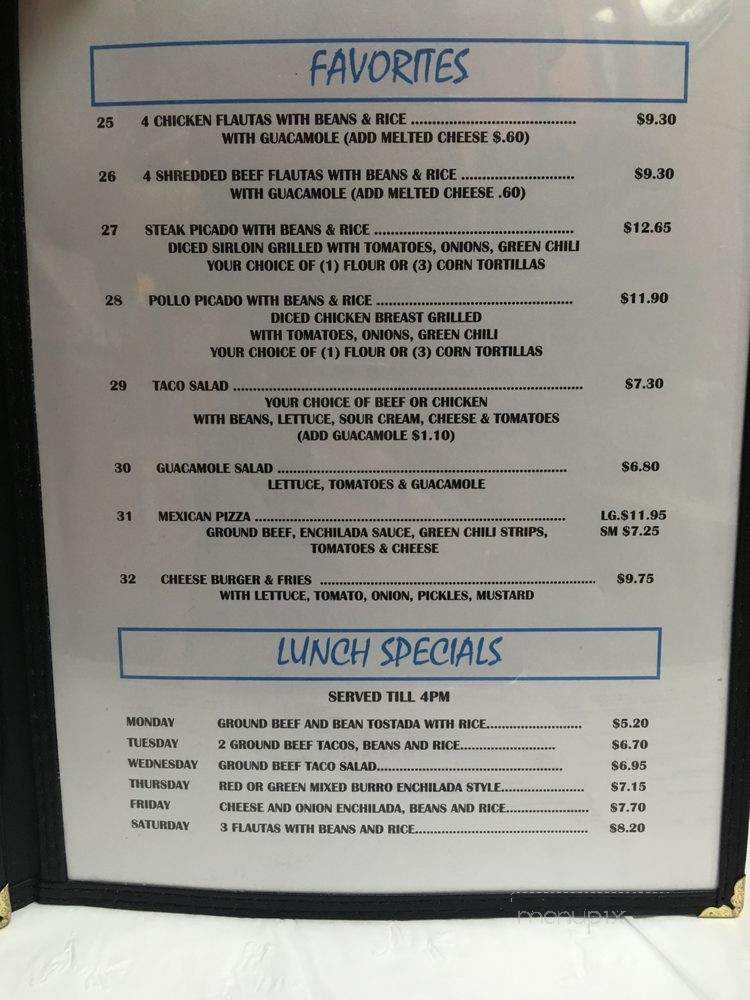 FAVORITES
25 4 CHICKEN FLAUTAS WITH BEANS & RICE ........................................ $9.30
WITH GUACAMOLE (ADD MELTED CHEESE $.60)
26 4 SHREDDED BEEF FLAUTAS WITH BEANS & RICE ........................... $9.30
WITH GUACAMOLE (ADD MELTED CHEESE .60)
27 STEAK PICADO WITH BEANS & RICE ................................................ $12.65
DICED SIRLOIN GRILLED WITH TOMATOES, ONIONS, GREEN CHILI
YOUR CHOICE OF (1) FLOUR OR (3) CORN TORTILLAS
28 POLLO PICADO WITH BEANS & RICE ............................................... $11.90
DICED CHICKEN BREAST GRILLED
WITH TOMATOES, ONIONS, GREEN CHILI
YOUR CHOICE OF (1) FLOUR OR (3) CORN TORTILLAS
29 TACO SALAD ..................................................................................... $7.30
YOUR CHOICE OF BEEF OR CHICKEN
WITH BEANS, LETTUCE, SOUR CREAM, CHEESE & TOMATOES
(ADD GUACAMOLE $1.10)
30 GUACAMOLE SALAD ...................................................................... $6.80
LETTUCE, TOMATOES & GUACAMOLE
31 MEXICAN PIZZA ............................................................................ LG.$11.95
GROUND BEEF, ENCHILADA SAUCE, GREEN CHILI STRIPS, SM $7.25
TOMATOES & CHEESE
32 CHEESE BURGER & FRIES .................................................................... $9.75
WITH LETTUCE, TOMATO, ONION, PICKLES, MUSTARD
LUNCH SPECIALS
SERVED TILL 4PM
MONDAY GROUND BEEF AND BEAN TOSTADA WITH RICE........................ $5.20
TUESDAY 2 GROUND BEEF TACOS, BEANS AND RICE........................ $6.70
WEDNESDAY GROUND BEEF TACO SALAD.............................................. $6.95
THURSDAY RED OR GREEN MIXED BURRO ENCHILADA STYLE..................... $7.15
FRIDAY CHEESE AND ONION ENCHILADA, BEANS AND RICE..................... $7.70
SATURDAY 3 FLAUTAS WITH BEANS AND RICE............................................ $8.20
menupix